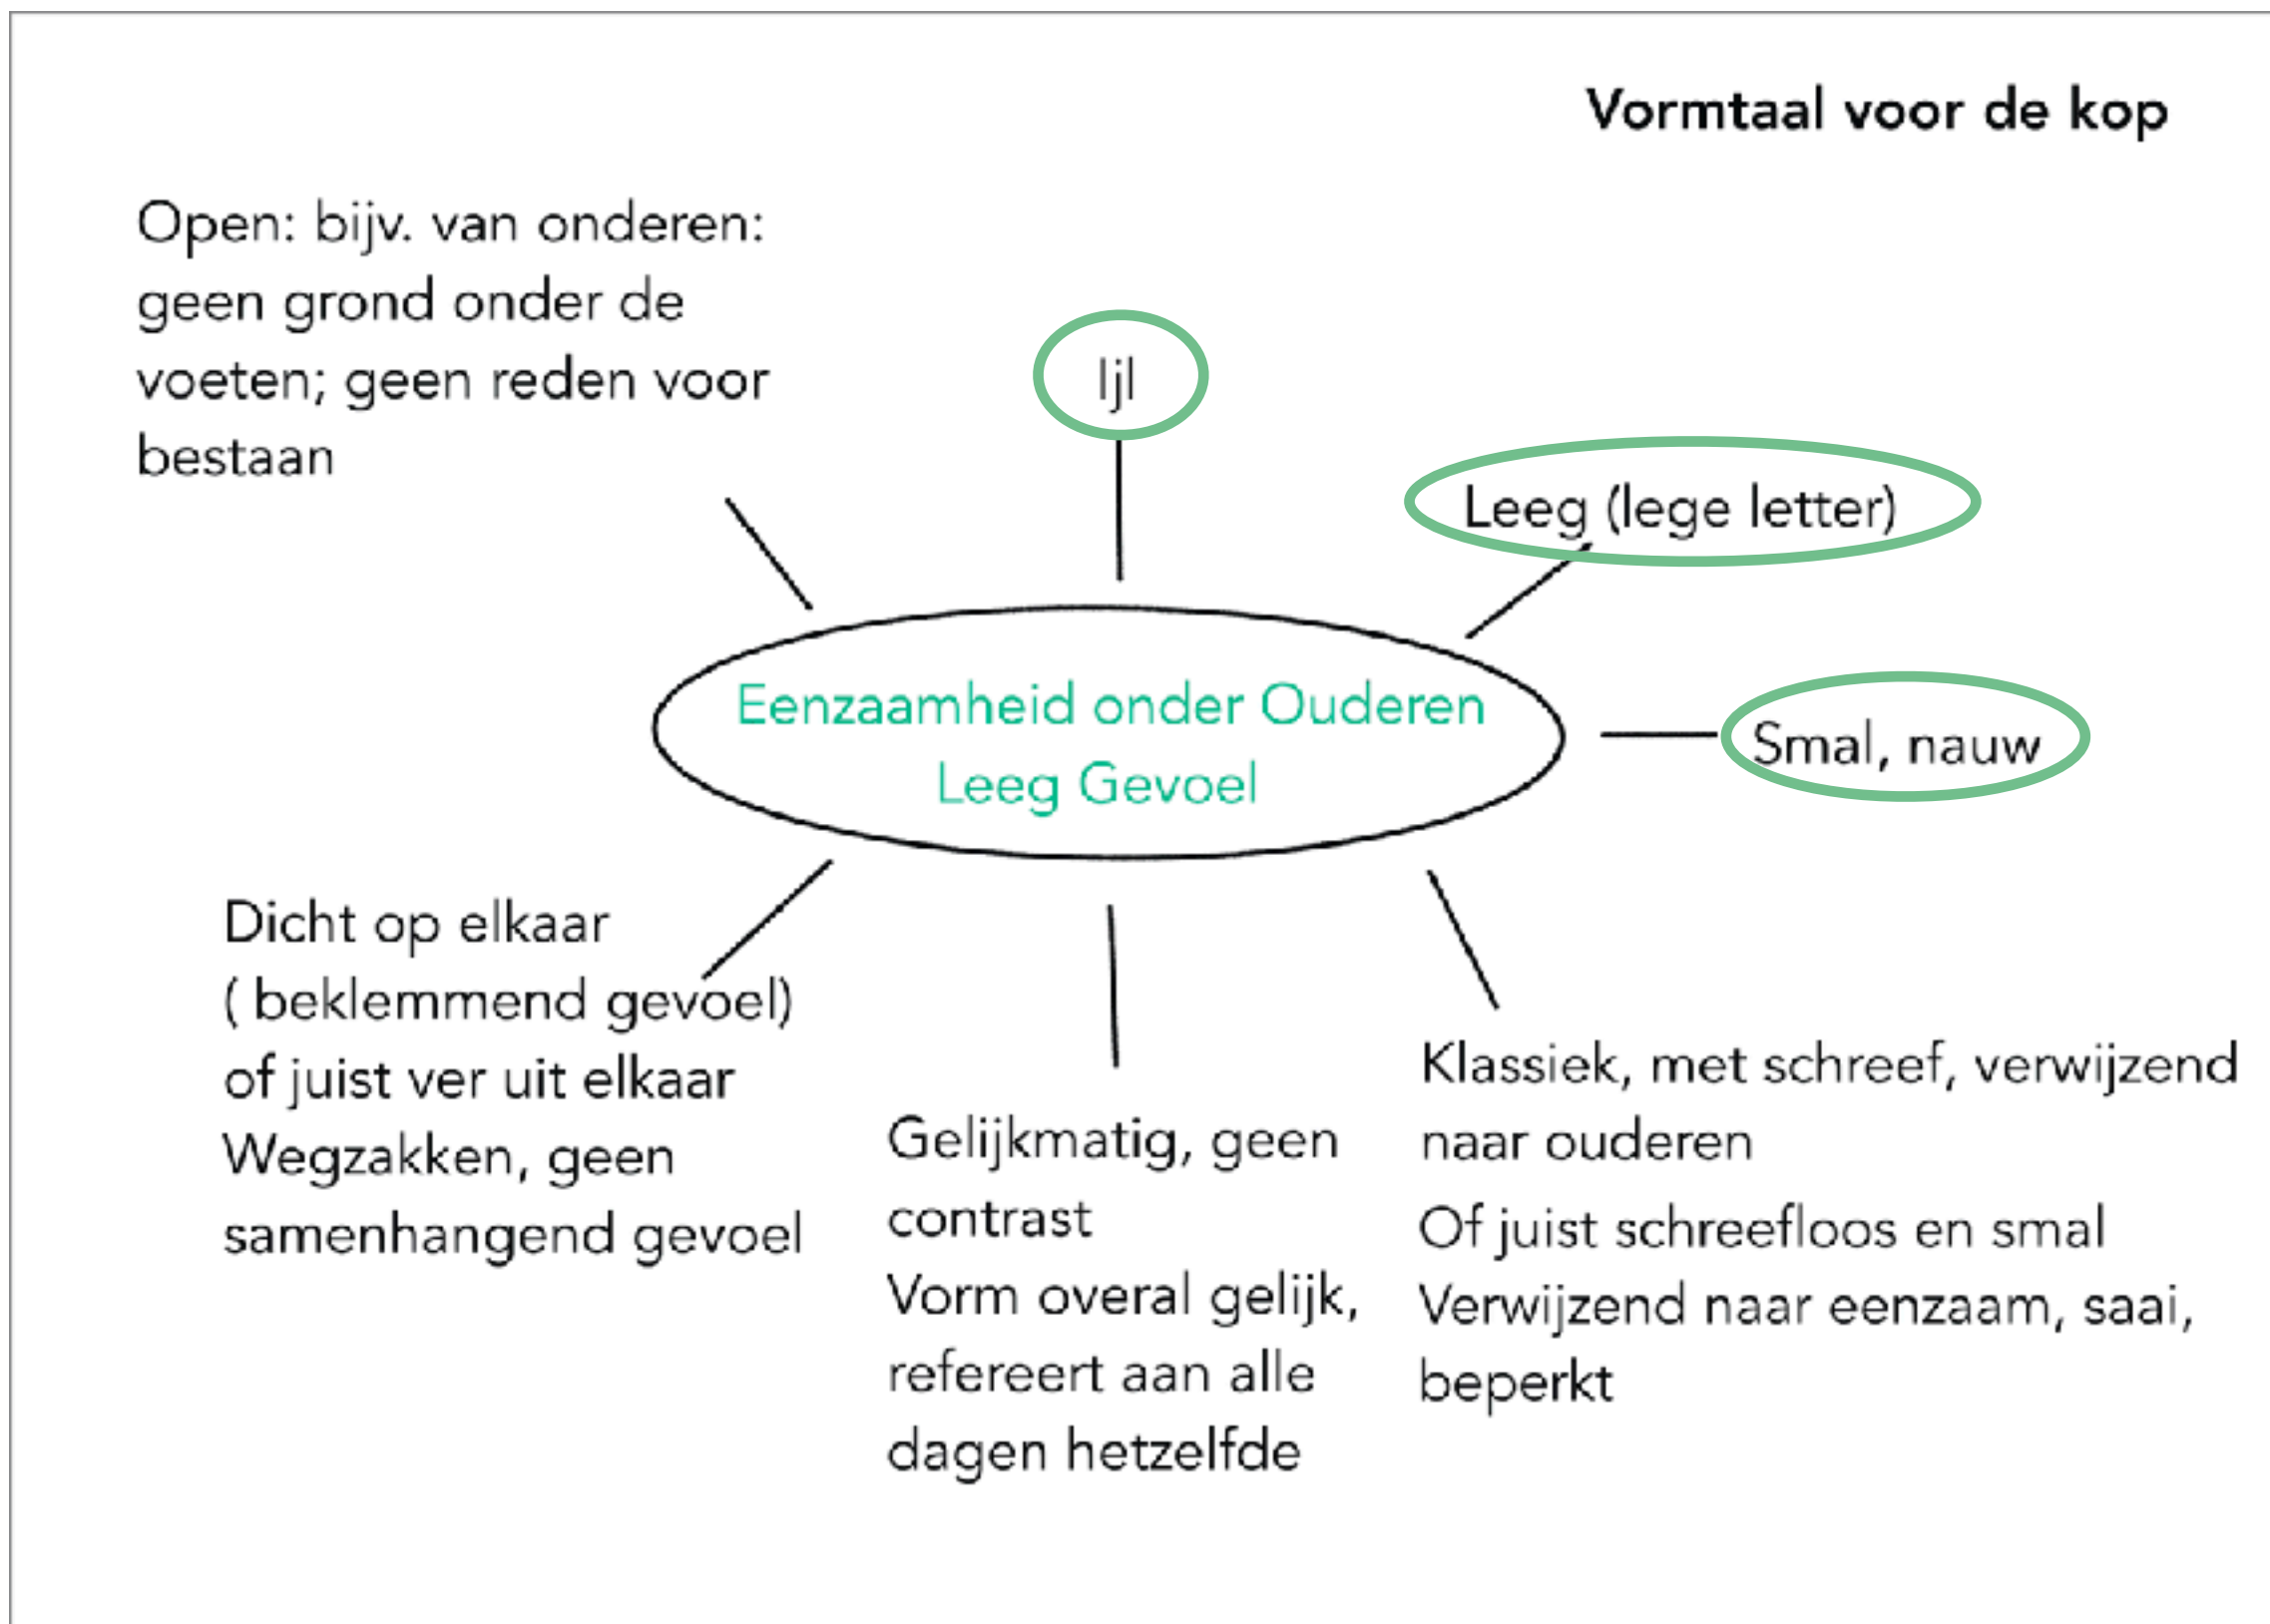 Vormtaal voor de kop
Open: bijv. van onderen:
geen grond onder de
voeten; geen reden voor
bestaan
Ijl
Leeg (lege letter)
Eenzaamheid onder Ouderen
Leeg Gevoel
Smal, nauw
Dicht op elkaar
( beklemmend gevoel)
of juist ver uit elkaar
Wegzakken, geen
samenhangend gevoel
Gelijkmatig, geen
contrast
Vorm overal gelijk,
refereert aan alle
dagen hetzelfde
Klassiek, met schreef, verwijzend
naar ouderen
Of juist schreefloos en smal
Verwijzend naar eenzaam, saai,
beperkt